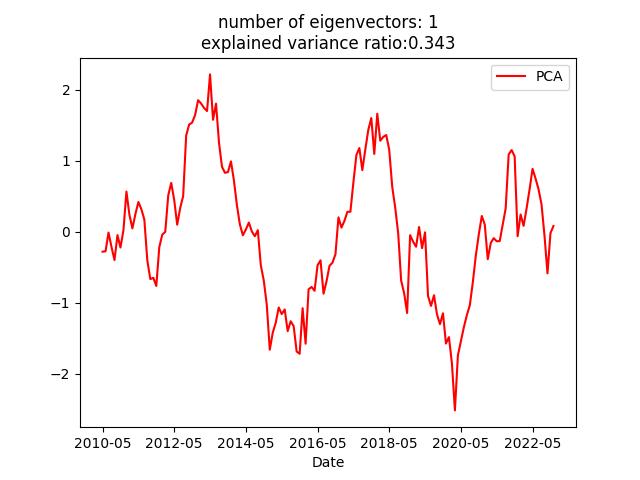 number of eigenvectors: 1
explained variance ratio:0.343
PCA
2
1
0
−1
−2
2010-05 2012-05 2014-05 2016-05 2018-05 2020-05 2022-05
Date